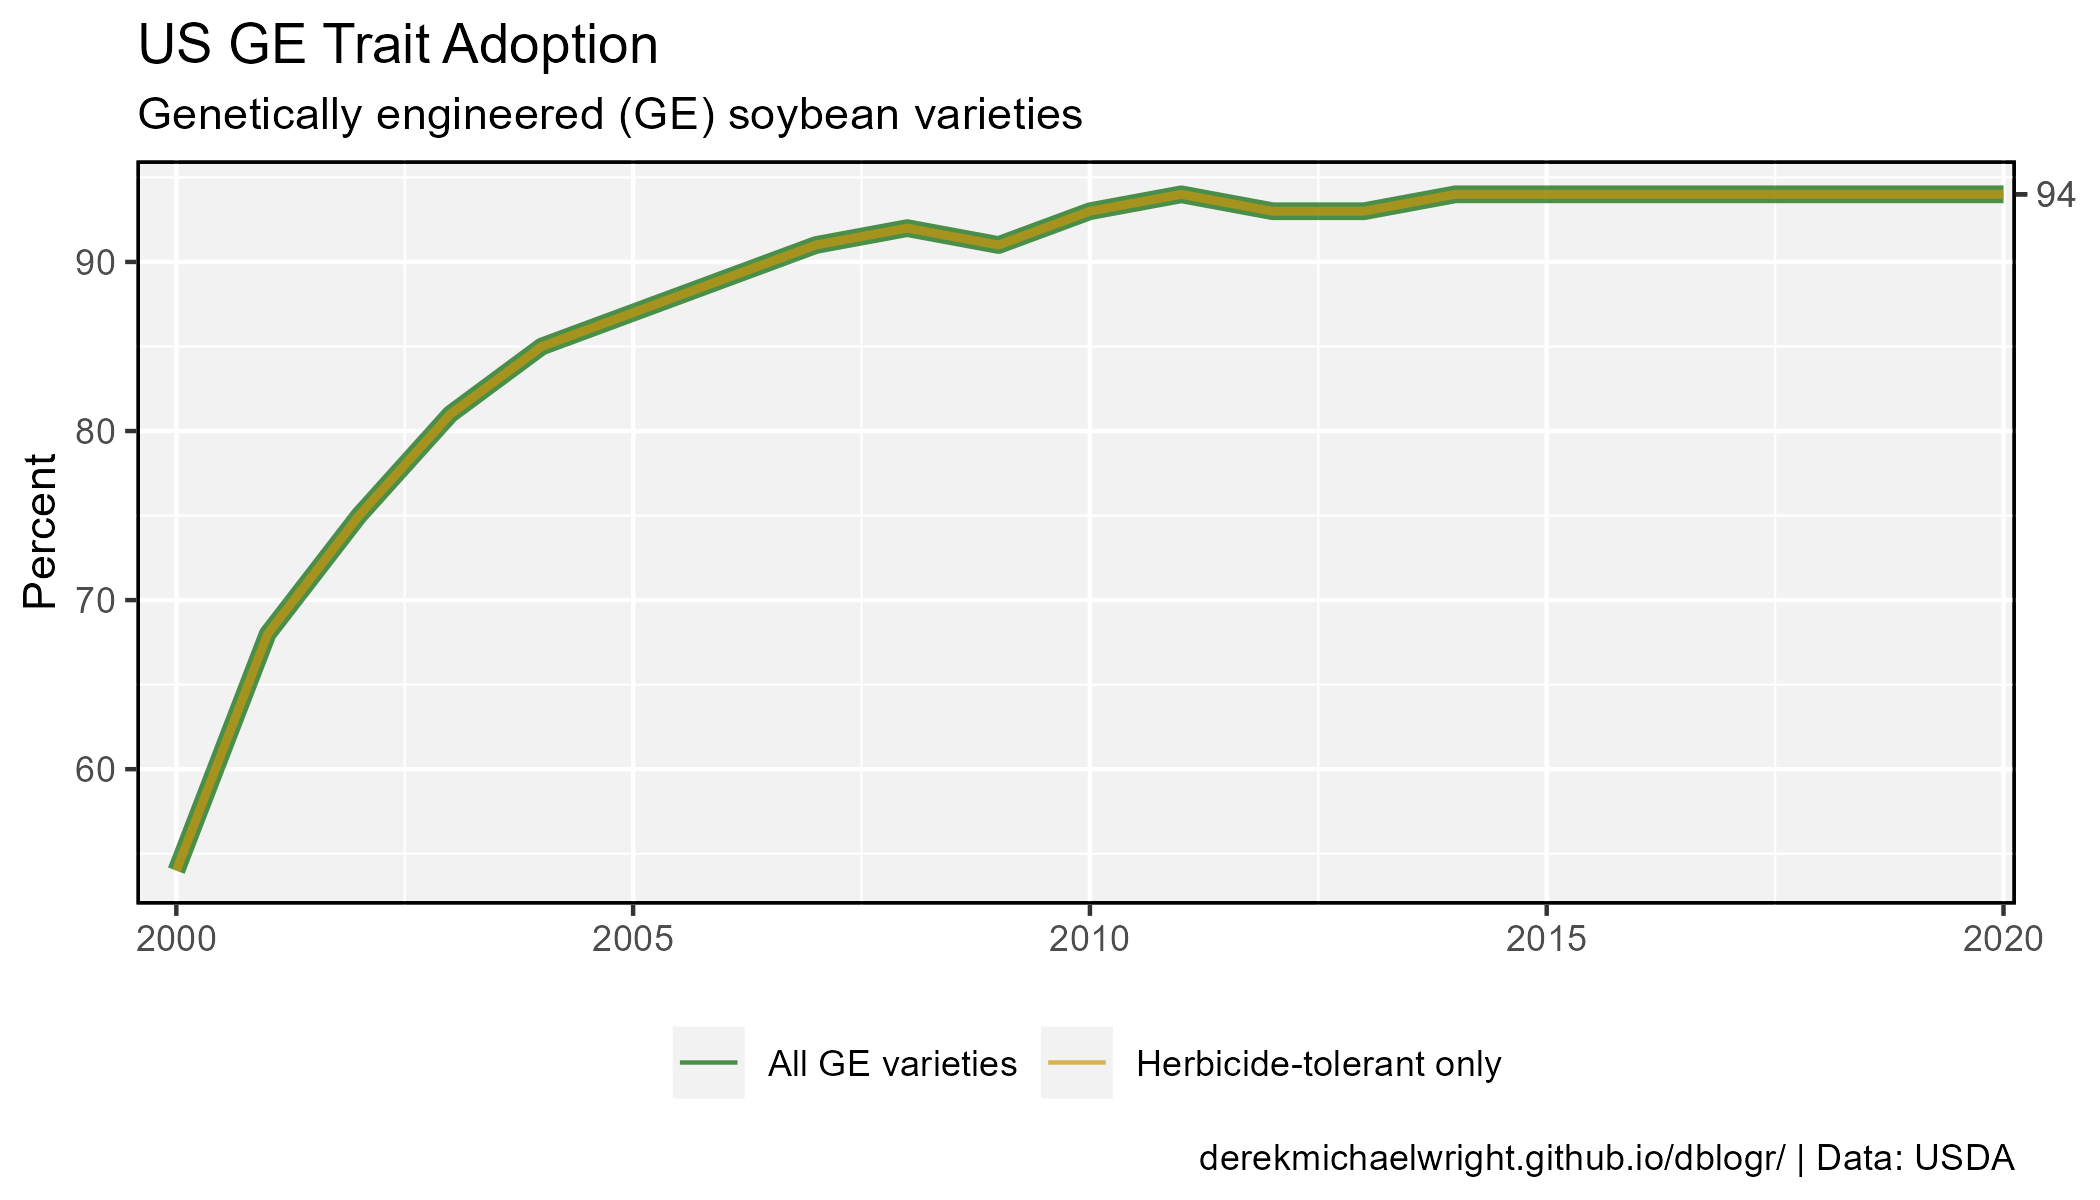 US GE Trait Adoption
Genetically engineered (GE) soybean varieties
Percent
90
80
70
60
94
2000 2005 2010 2015 2020
All GE varieties Herbicide-tolerant only
derekmichaelwright.github.io/dblogr/ | Data: USDA